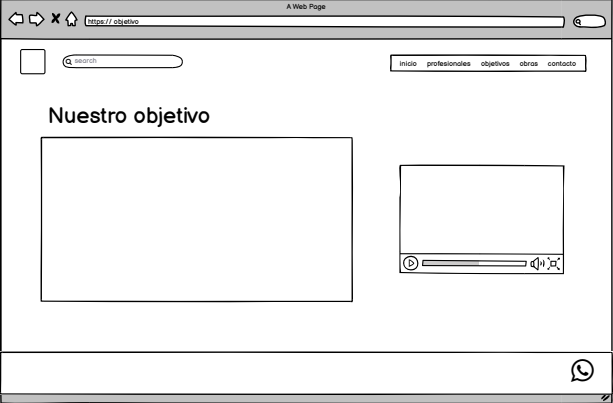 A Web Page
https:// objetivo
search
inicio profesionales objetivos obras contacto
Nuestro objetivo